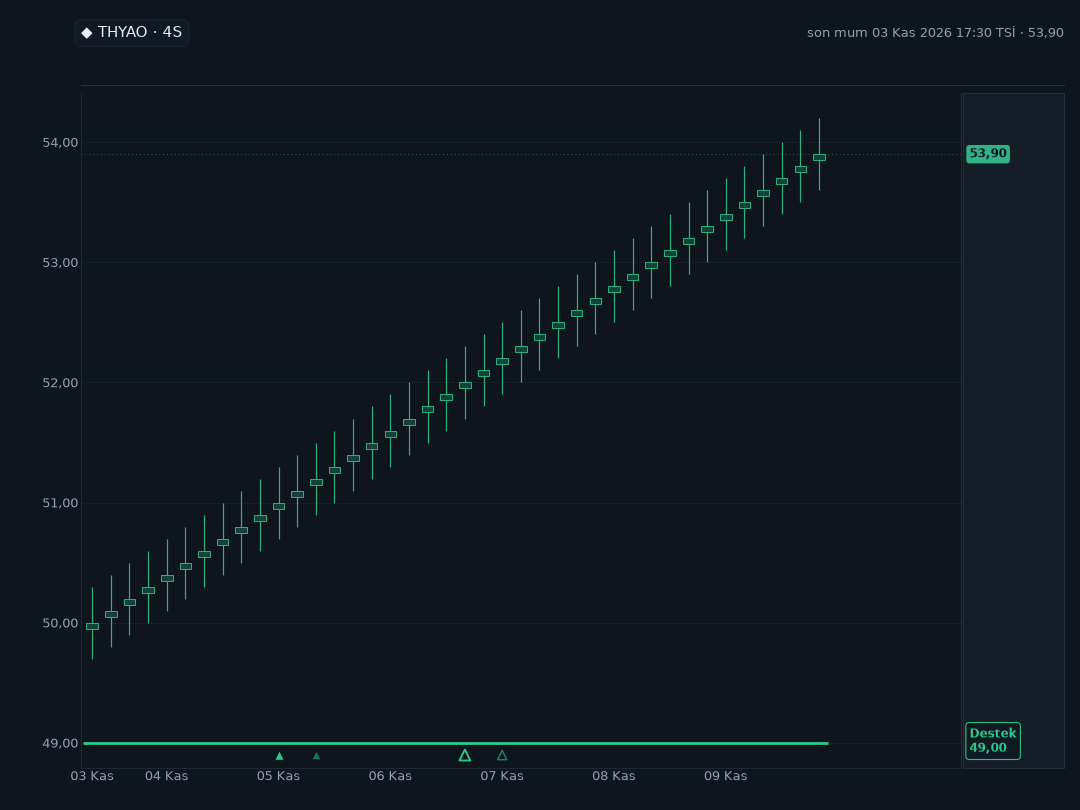 ◆ THYAO · 4S
son mum 03 Kas 2026 17:30 TSİ · 53,90
54,00
53,90
53,00
52,00
51,00
50,00
49,00
Destek
49,00
03 Kas
04 Kas
05 Kas
06 Kas
07 Kas
08 Kas
09 Kas